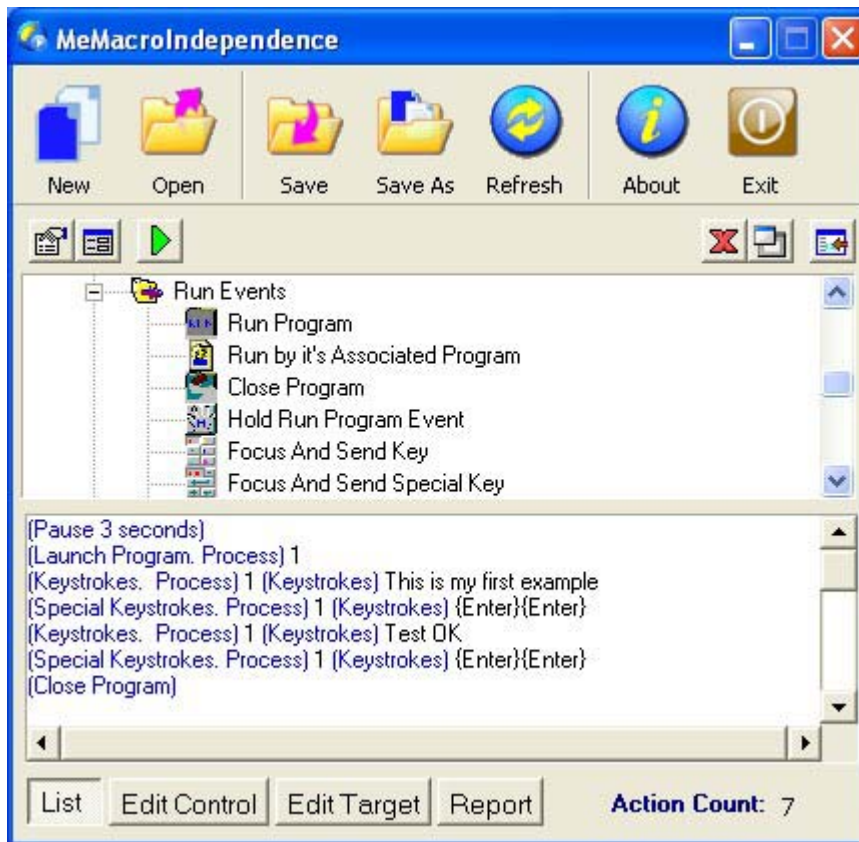 MeMacroIndependence
New Open Save Save As Refresh About Exit
Run Events
Run Program
Run by it's Associated Program
Close Program
Hold Run Program Event
Focus And Send Key
Focus And Send Special Key
(Pause 3 seconds)
(Launch Program. Process) 1
(Keystrokes.  Process) 1 (Keystrokes) This is my first example
(Special Keystrokes. Process) 1 (Keystrokes) {Enter}{Enter}
(Keystrokes.  Process) 1 (Keystrokes) Test OK
(Special Keystrokes. Process) 1 (Keystrokes) {Enter}{Enter}
(Close Program)
List Edit Control Edit Target Report Action Count: 7